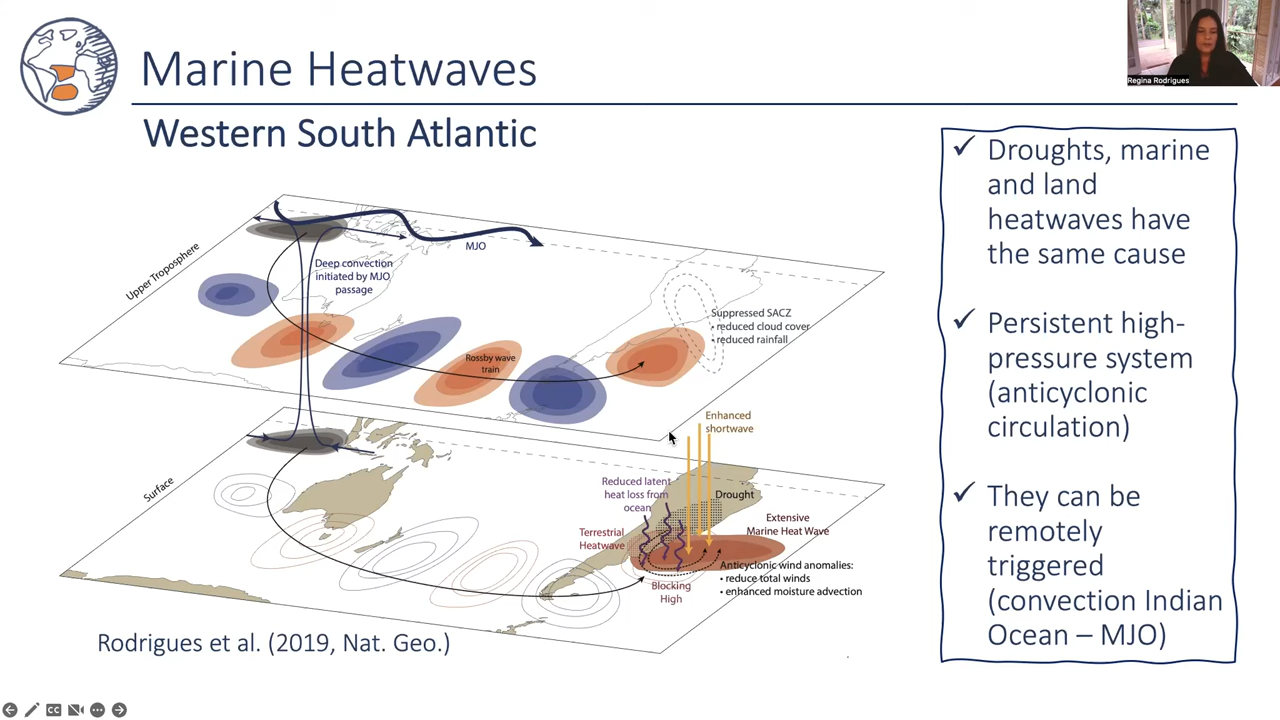 Marine Heatwaves
Regina Rodrigues
Western South Atlantic
Upper Troposphere
MJO
Deep convection
initiated by MJO
passage
Suppressed SACZ
• reduced cloud cover
• reduced rainfall
Rossby wave
train
Enhanced
shortwave
Surface
Reduced latent
heat loss from
ocean
Drought
Terrestrial
Heatwave
Extensive
Marine Heat Wave
Anticyclonic wind anomalies:
• reduce total winds
• enhanced moisture advection
Blocking
High
Rodrigues et al. (2019, Nat. Geo.)
✓ Droughts, marine
and land
heatwaves have
the same cause
✓ Persistent high-
pressure system
(anticyclonic
circulation)
✓ They can be
remotely
triggered
(convection Indian
Ocean – MJO)
CC